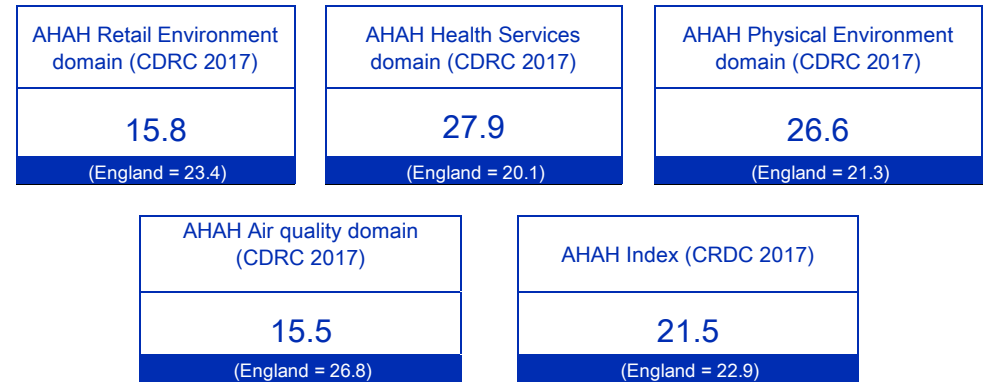 AHAH Retail Environment
domain (CDRC 2017)
15.8
(England = 23.4)
AHAH Health Services
domain (CDRC 2017)
27.9
(England = 20.1)
AHAH Physical Environment
domain (CDRC 2017)
26.6
(England = 21.3)
AHAH Air quality domain
(CDRC 2017)
15.5
(England = 26.8)
AHAH Index (CRDC 2017)
21.5
(England = 22.9)